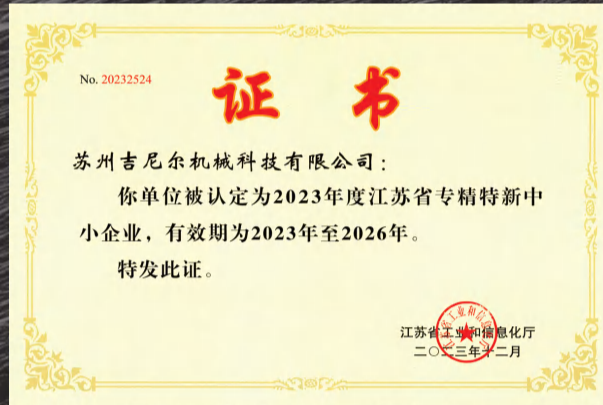 No. 20232524
证 书
苏州吉尼尔机械科技有限公司：
你单位被认定为2023年度江苏省专精特新中
小企业，有效期为2023年至2026年。
特发此证。
江苏省工业和信息化厅
二〇二三年十二月